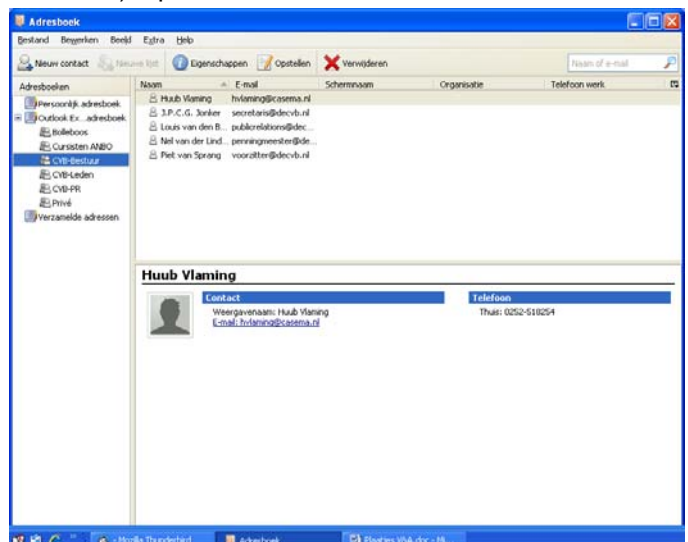 Adresboek
Bestand Bewerken Beeld Extra Help
Nieuw contact Nieuwe lijst Eigenschappen Opstellen Verwijderen Naam of e-mail
Adresboeken Naam E-mail Schermnaam Organisatie Telefoon werk
Persoonlijk adresboek Huub Vlaming hvlaming@casema.nl
Outlook Ex...adresboek J.P.C.G. Jonker secretaris@decvb.nl
Bolleboos Louis van den B... publicrelations@dec...
Cursisten ANBO Nel van der Lind... penningmeester@de...
CVB-Bestuur Piet van Sprang voorzitter@decvb.nl
CVB-Leden
CVB-PR
Privé
Verzamelde adressen
Huub Vlaming
Contact Telefoon
Weergavenaam: Huub Vlaming Thuis: 0252-518254
E-mail: hvlaming@casema.nl
- Mozilla Thunderbird Adresboek Plaatjes V&A.doc - Mi...